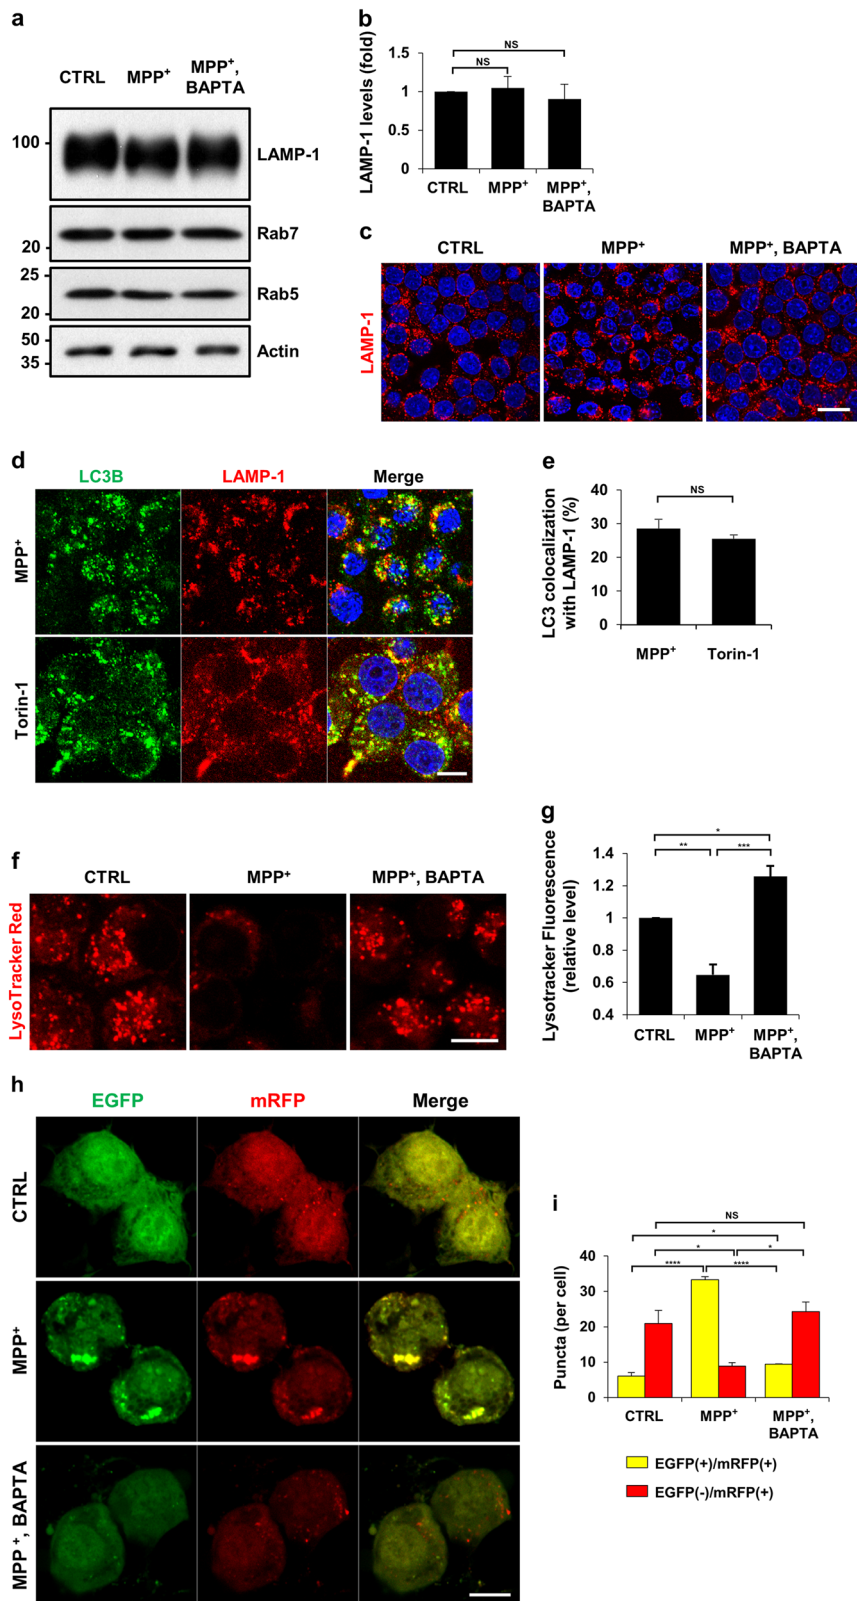 a
CTRL MPP⁺ MPP⁺,
BAPTA
100
LAMP-1
Rab7
20
25
Rab5
20
50
Actin
35
b
LAMP-1 levels (fold)
1.5
1
0.5
0
NS
NS
CTRL MPP⁺ MPP⁺,
BAPTA
c
CTRL MPP⁺ MPP⁺, BAPTA
LAMP-1
d
LC3B LAMP-1 Merge
MPP⁺
Torin-1
e
LC3 colocalization
with LAMP-1 (%)
40
30
20
10
0
NS
MPP⁺ Torin-1
f
CTRL MPP⁺ MPP⁺, BAPTA
LysoTracker Red
g
Lysotracker Fluorescence
(relative level)
1.4
1.2
1
0.8
0.6
0.4
*
** ***
CTRL MPP⁺ MPP⁺,
BAPTA
h
EGFP mRFP Merge
CTRL
MPP⁺
MPP⁺, BAPTA
i
Puncta (per cell)
40
30
20
10
0
NS
*
* *
**** ****
CTRL MPP⁺ MPP⁺,
BAPTA
EGFP(+)/mRFP(+)
EGFP(-)/mRFP(+)